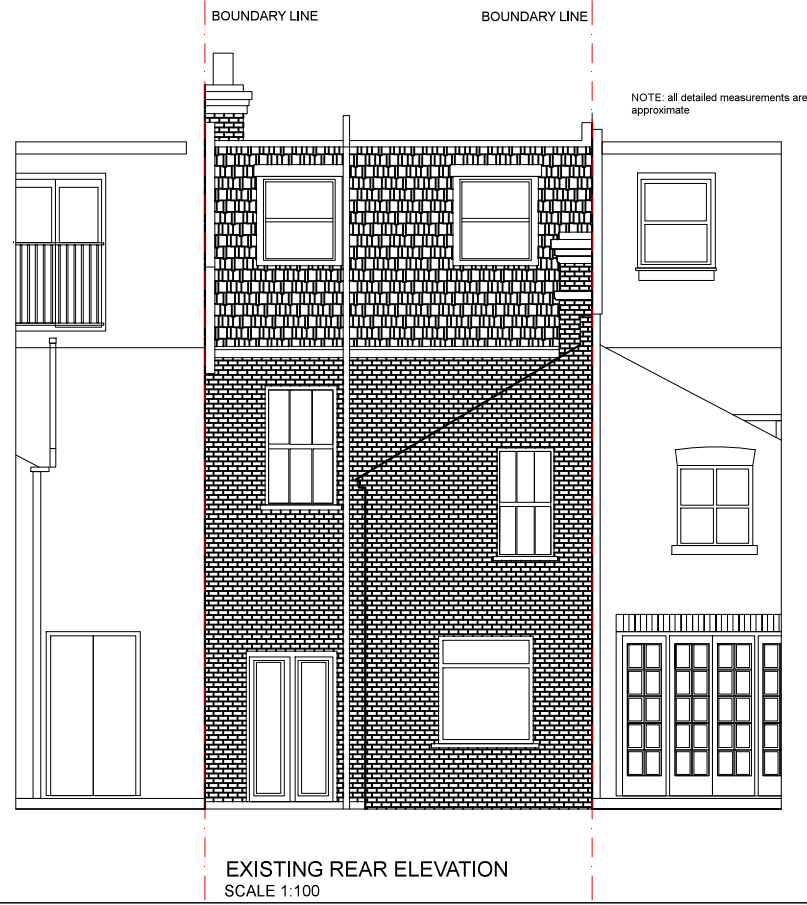 BOUNDARY LINE
BOUNDARY LINE
NOTE: all detailed measurements are
approximate
EXISTING REAR ELEVATION
SCALE 1:100